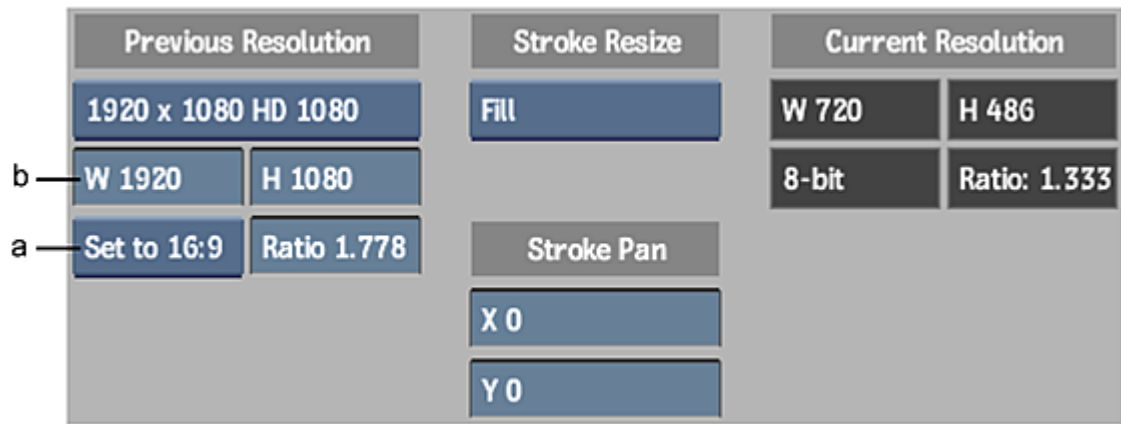 Previous Resolution
Stroke Resize
Current Resolution
1920 x 1080 HD 1080
Fill
W 720
H 486
b
W 1920
H 1080
8-bit
Ratio: 1.333
a
Set to 16:9
Ratio 1.778
Stroke Pan
X 0
Y 0